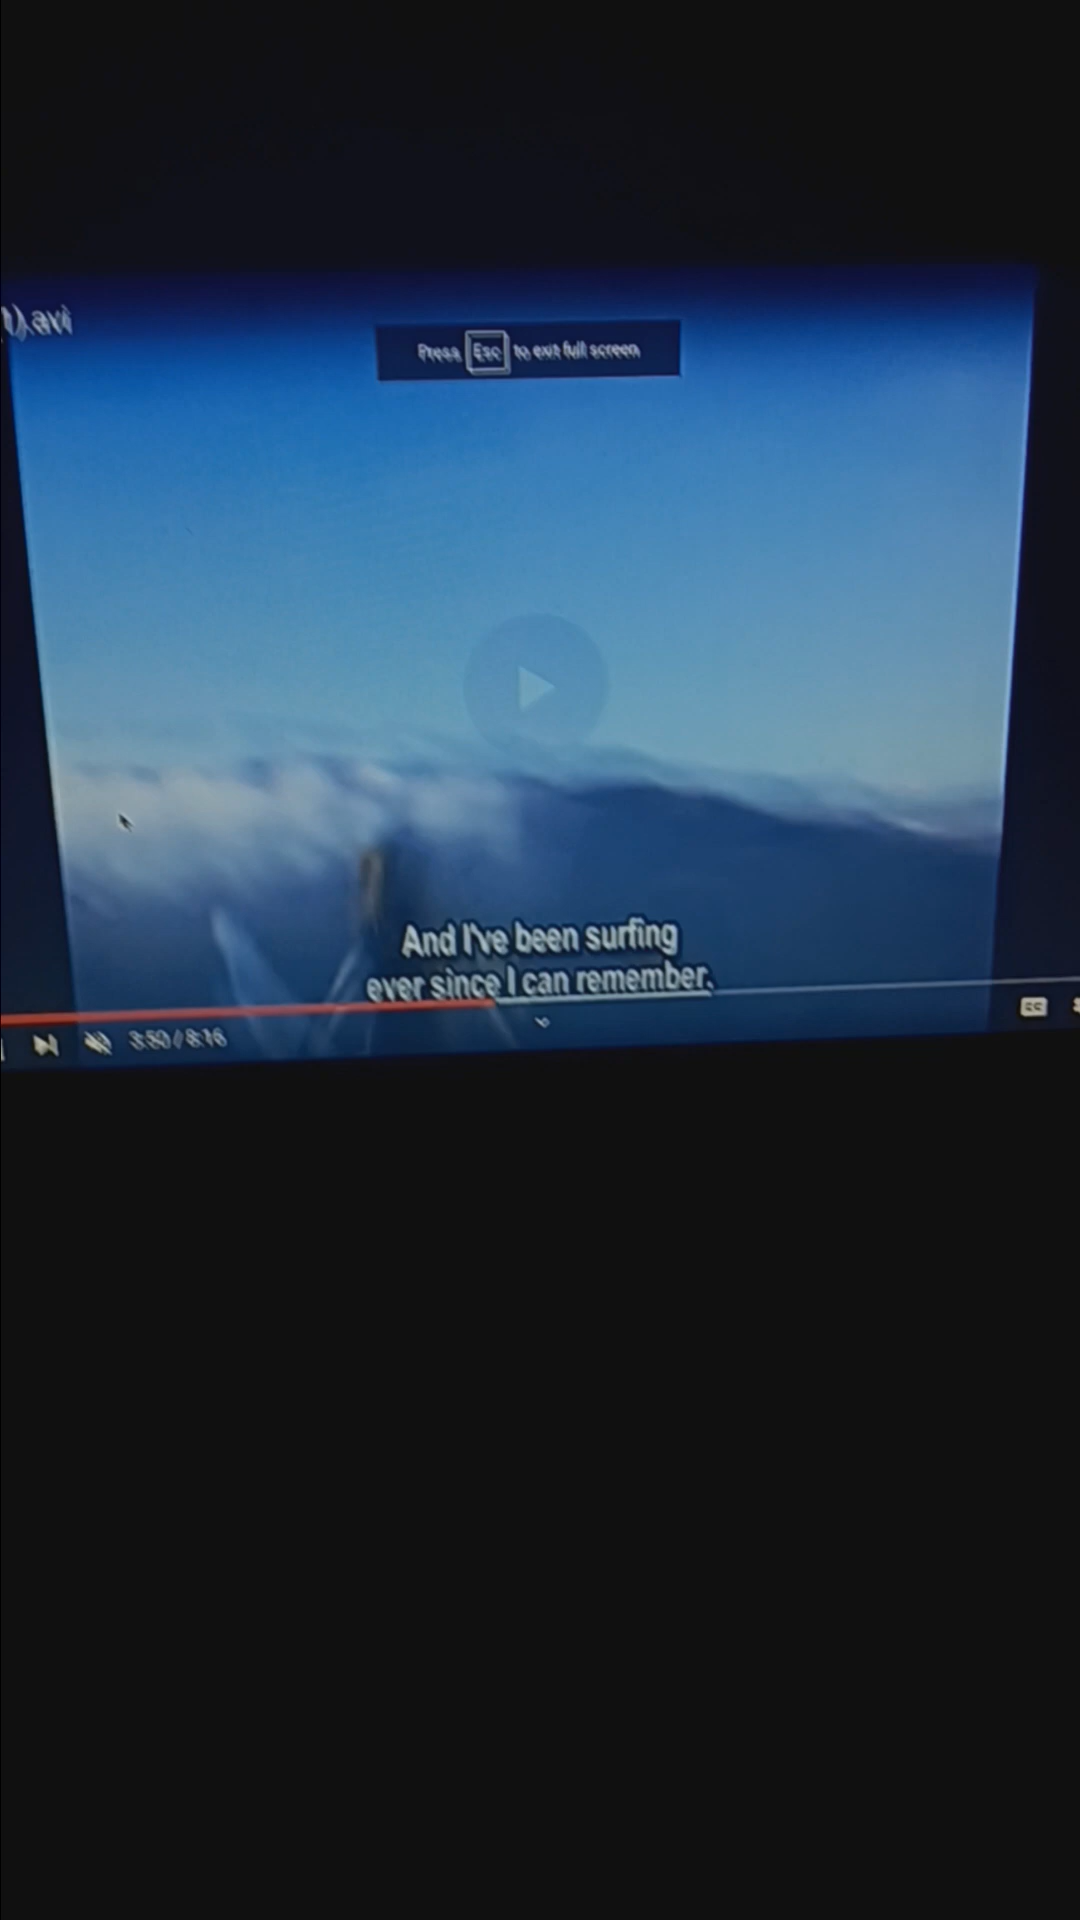 ).avi
Press Esc to exit full screen
And I've been surfing
ever since I can remember.
3:50 / 8:16